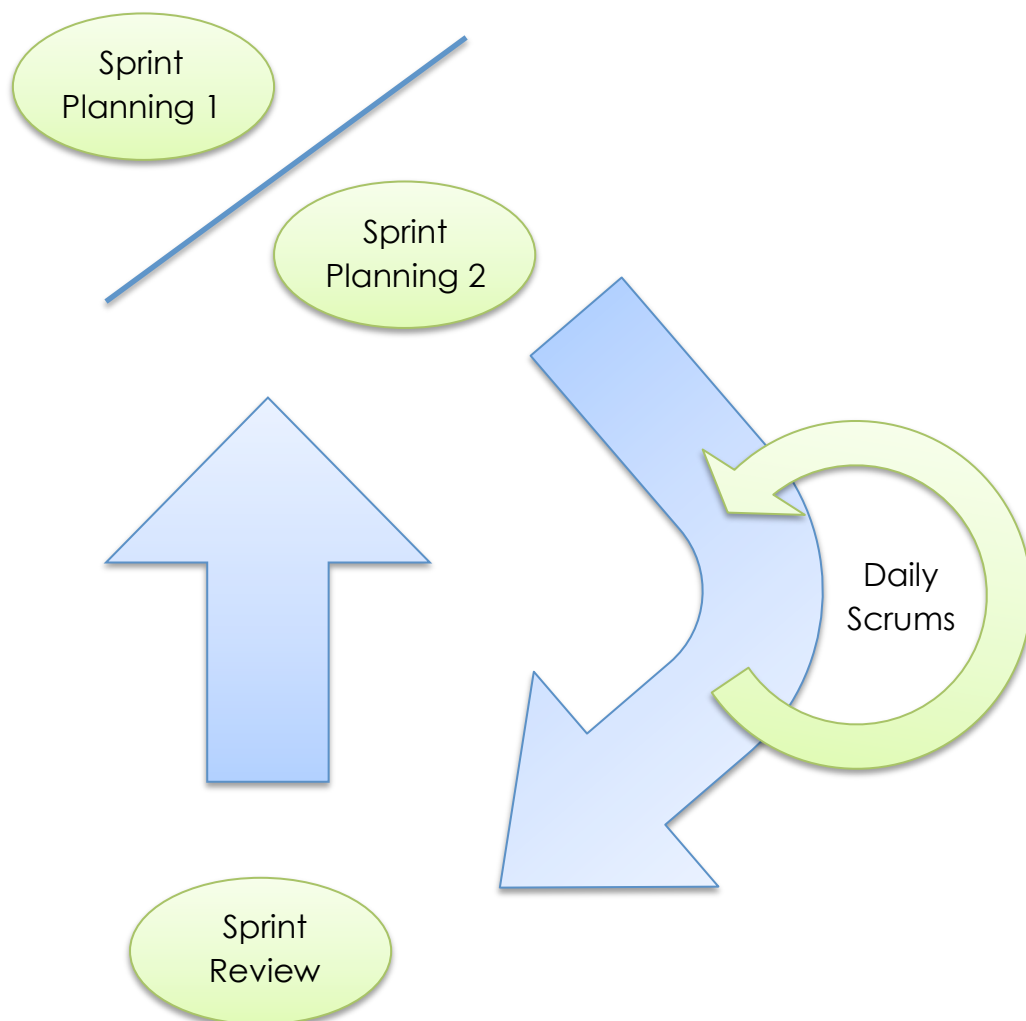 Sprint
Planning 1
Sprint
Planning 2
Daily
Scrums
Sprint
Review